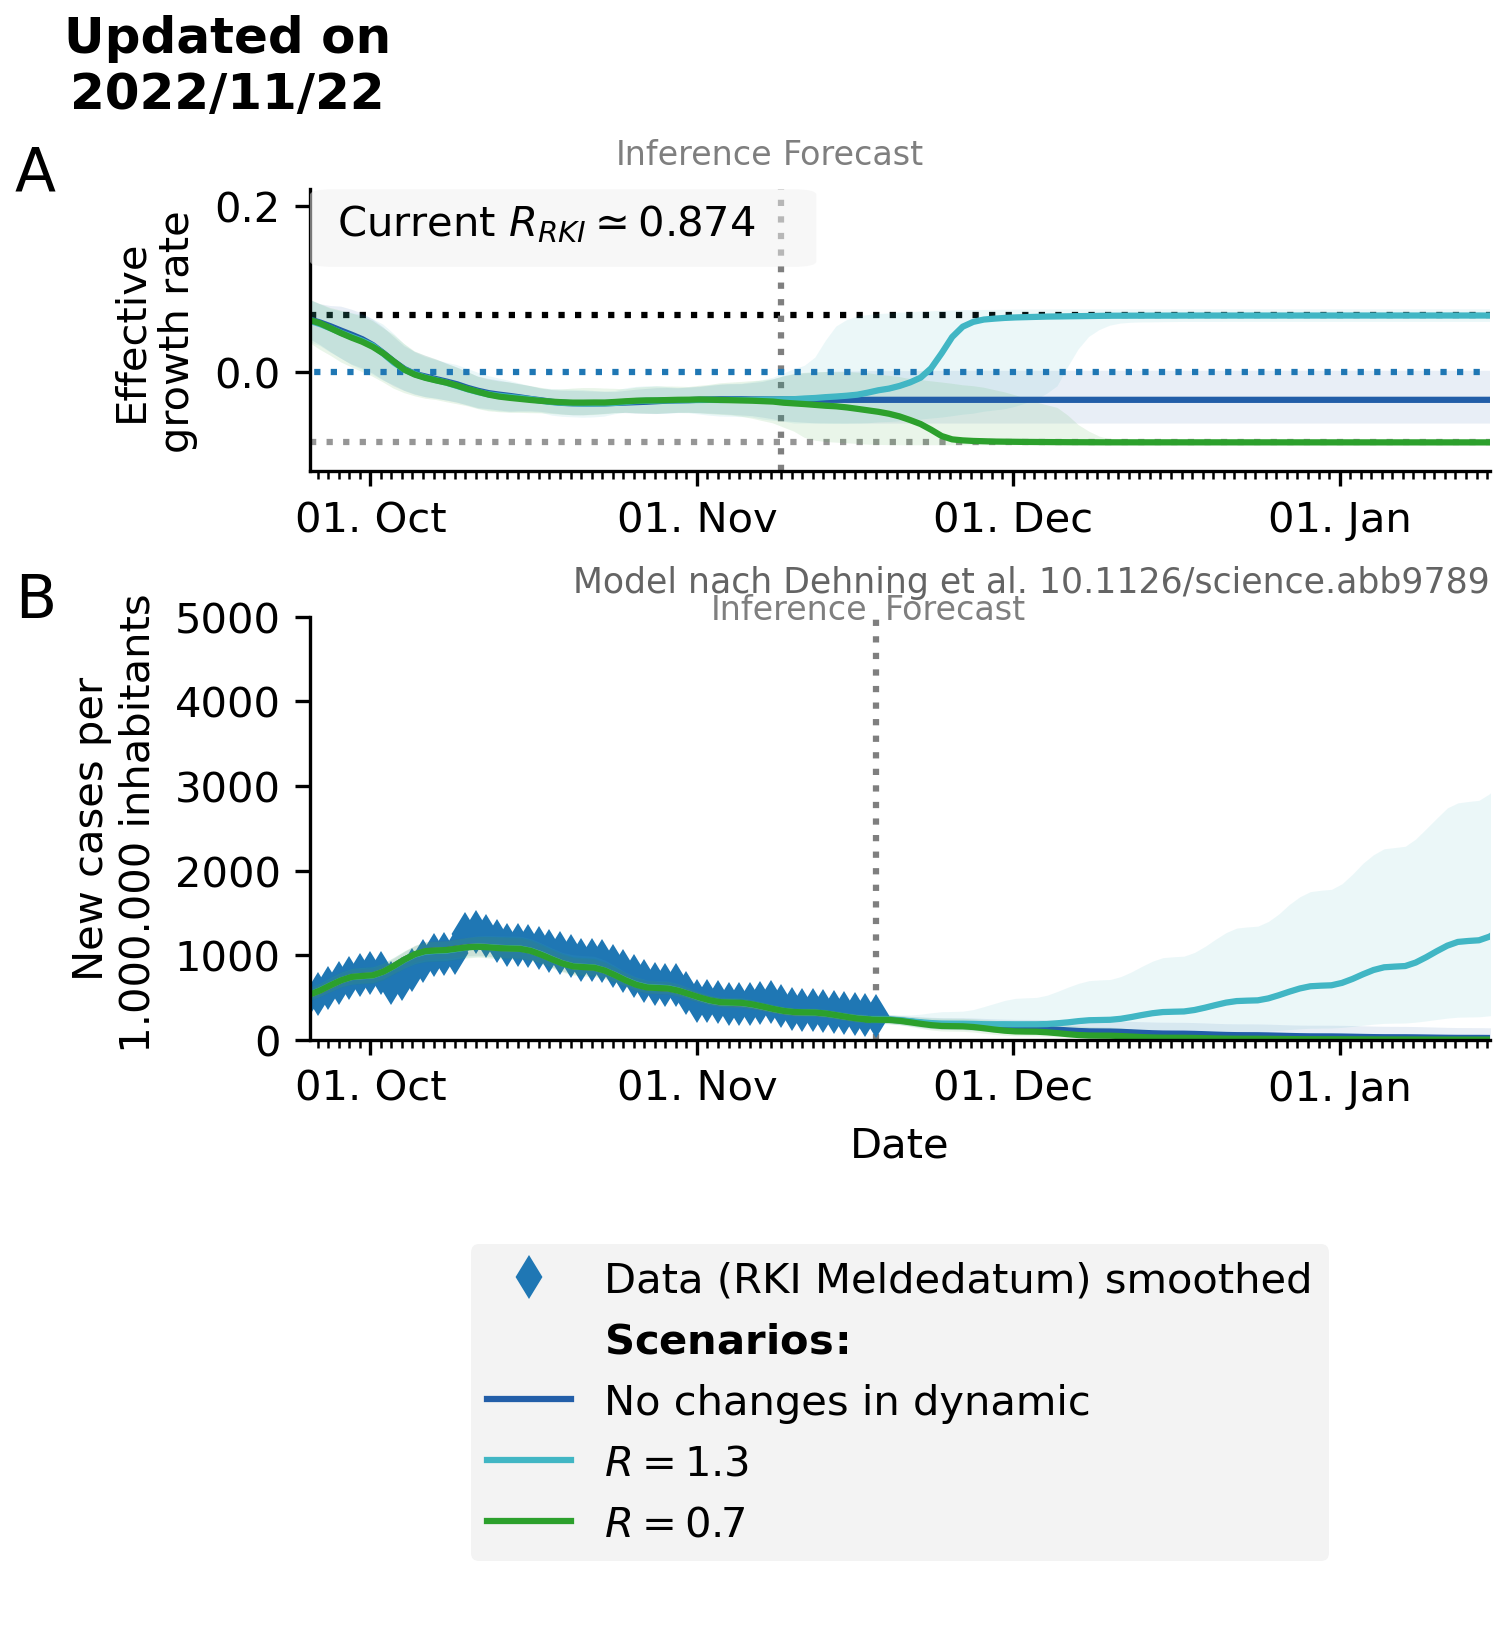 Updated on
2022/11/22
A
Inference Forecast
Effective
growth rate
0.2
0.0
Current R_RKI ≃ 0.874
01. Oct
01. Nov
01. Dec
01. Jan
B
Model nach Dehning et al. 10.1126/science.abb9789
Inference Forecast
New cases per
1.000.000 inhabitants
5000
4000
3000
2000
1000
0
01. Oct
01. Nov
01. Dec
01. Jan
Date
Data (RKI Meldedatum) smoothed
Scenarios:
No changes in dynamic
R = 1.3
R = 0.7